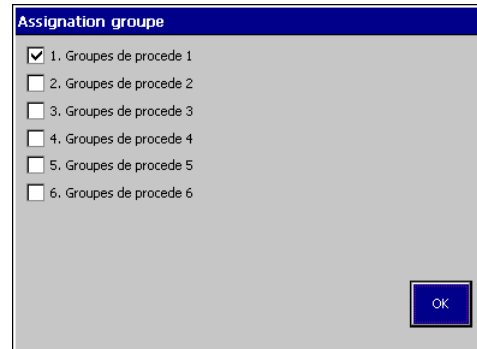 Assignation groupe
1. Groupes de procede 1
2. Groupes de procede 2
3. Groupes de procede 3
4. Groupes de procede 4
5. Groupes de procede 5
6. Groupes de procede 6
OK